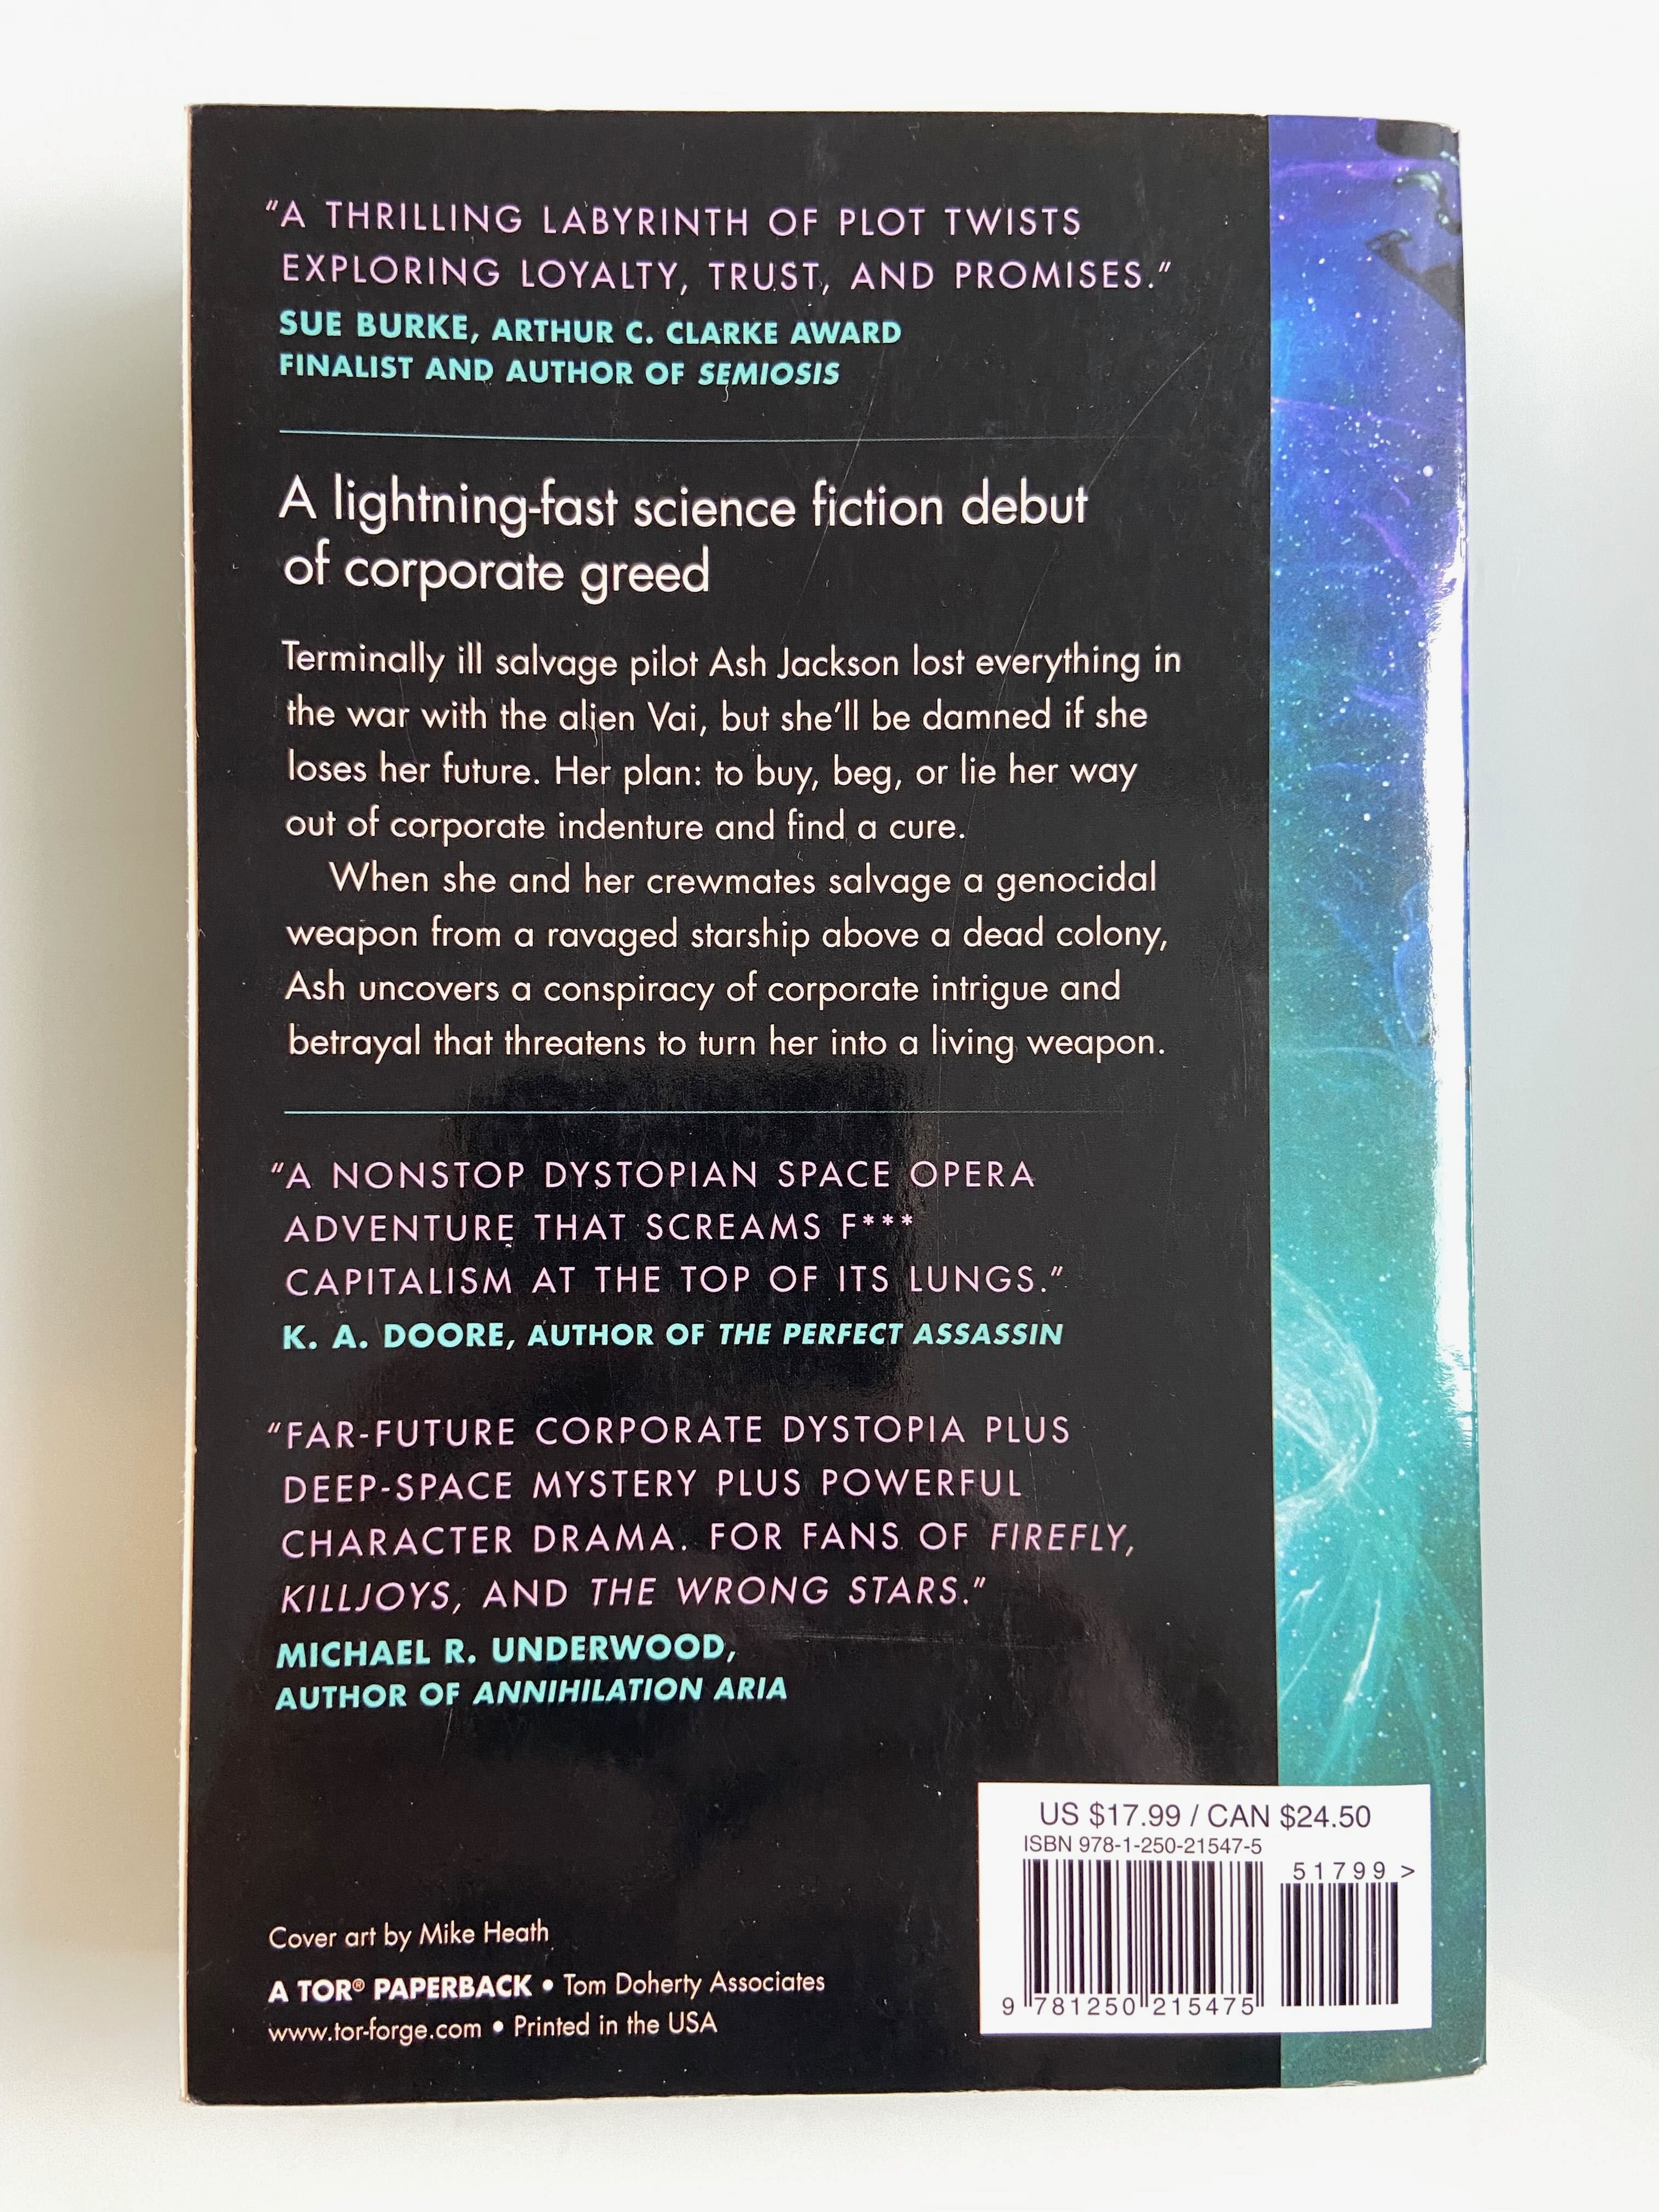 “A THRILLING LABYRINTH OF PLOT TWISTS
EXPLORING LOYALTY, TRUST, AND PROMISES.”
SUE BURKE, ARTHUR C. CLARKE AWARD
FINALIST AND AUTHOR OF SEMIOSIS
A lightning-fast science fiction debut
of corporate greed
Terminally ill salvage pilot Ash Jackson lost everything in
the war with the alien Vai, but she’ll be damned if she
loses her future. Her plan: to buy, beg, or lie her way
out of corporate indenture and find a cure.
When she and her crewmates salvage a genocidal
weapon from a ravaged starship above a dead colony,
Ash uncovers a conspiracy of corporate intrigue and
betrayal that threatens to turn her into a living weapon.
“A NONSTOP DYSTOPIAN SPACE OPERA
ADVENTURE THAT SCREAMS F***
CAPITALISM AT THE TOP OF ITS LUNGS.”
K. A. DOORE, AUTHOR OF THE PERFECT ASSASSIN
“FAR-FUTURE CORPORATE DYSTOPIA PLUS
DEEP-SPACE MYSTERY PLUS POWERFUL
CHARACTER DRAMA. FOR FANS OF FIREFLY,
KILLJOYS, AND THE WRONG STARS.”
MICHAEL R. UNDERWOOD,
AUTHOR OF ANNIHILATION ARIA
Cover art by Mike Heath
A TOR® PAPERBACK • Tom Doherty Associates
www.tor-forge.com • Printed in the USA
US $17.99 / CAN $24.50
ISBN 978-1-250-21547-5
51799 >
9 781250 215475